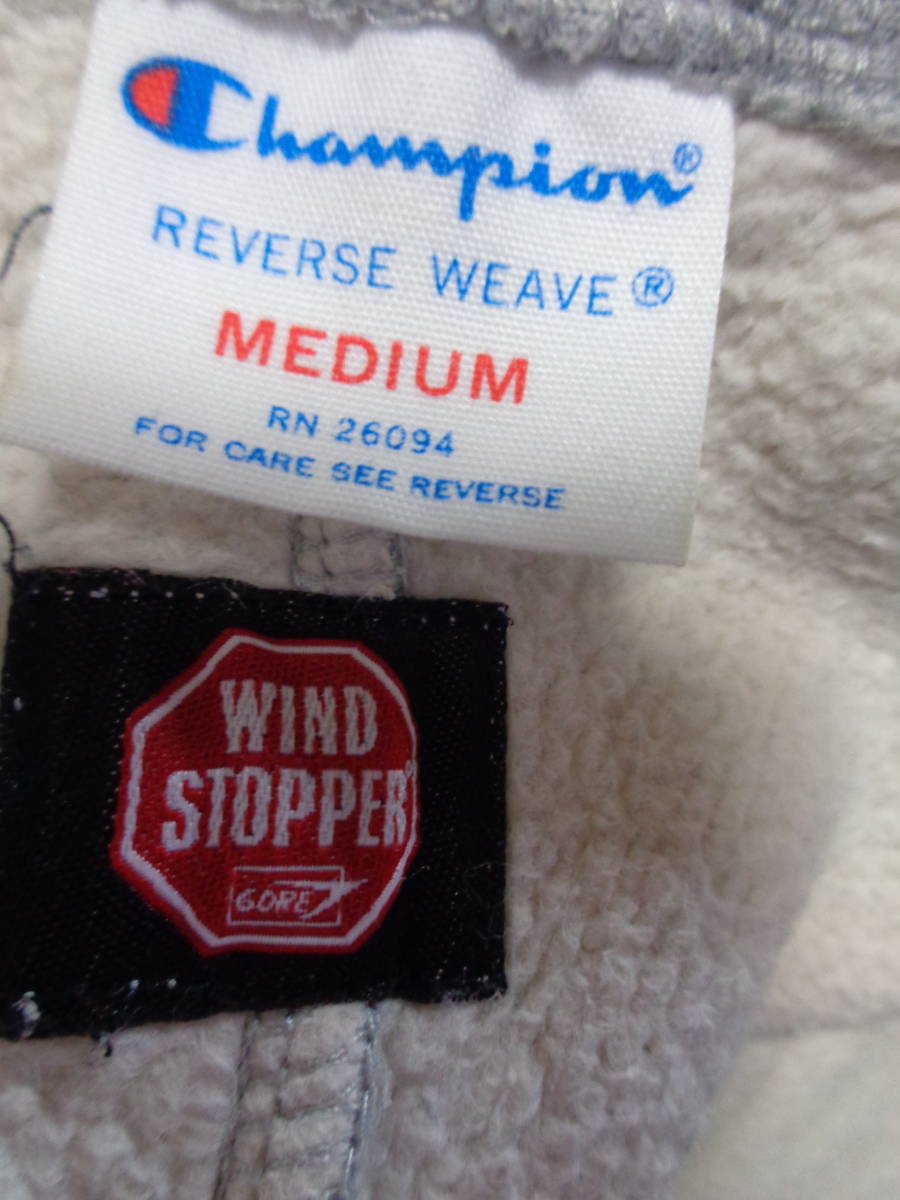 Champion®
REVERSE WEAVE®
MEDIUM
RN 26094
FOR CARE SEE REVERSE
WIND
STOPPER®
GORE